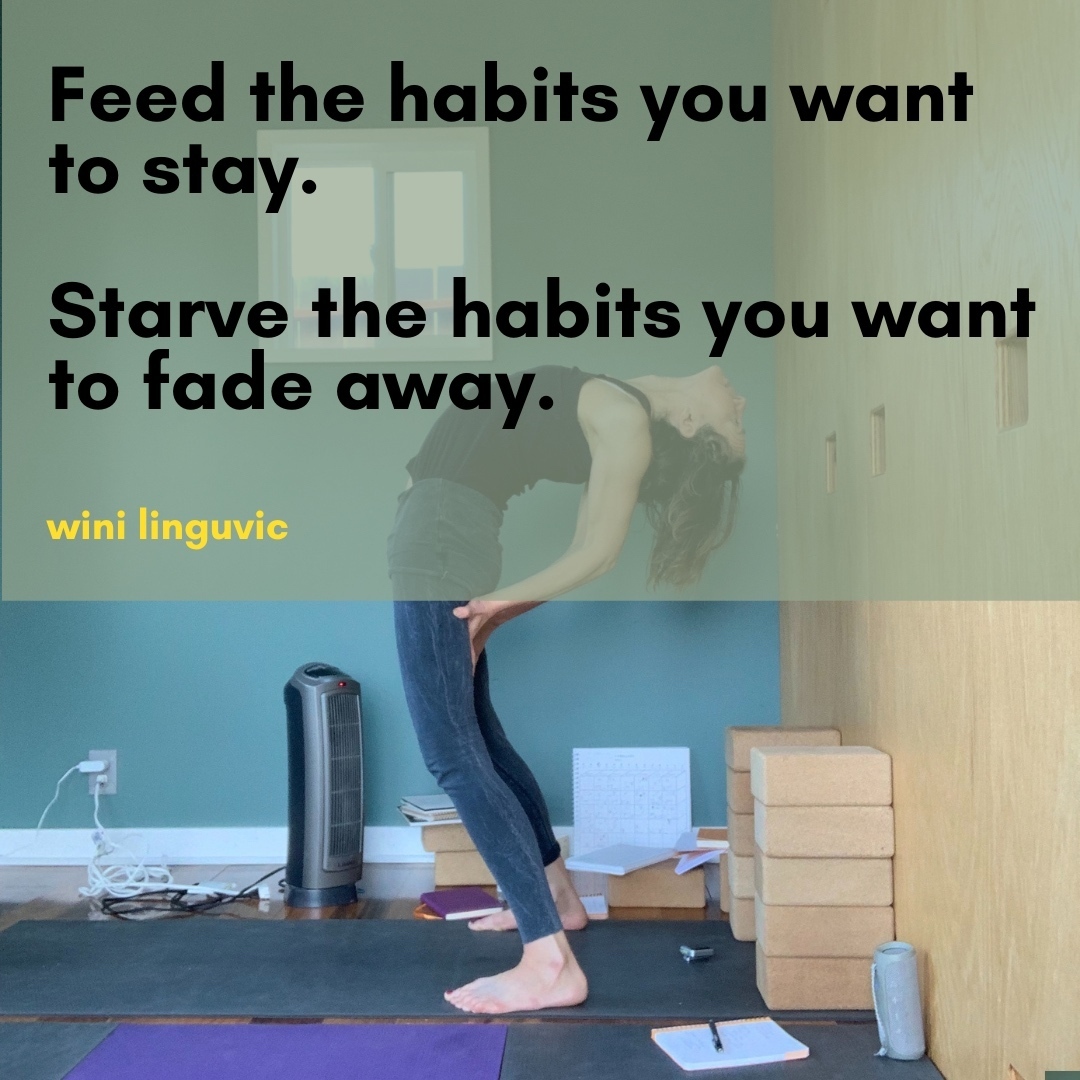 Feed the habits you want
to stay.
Starve the habits you want
to fade away.
wini linguvic